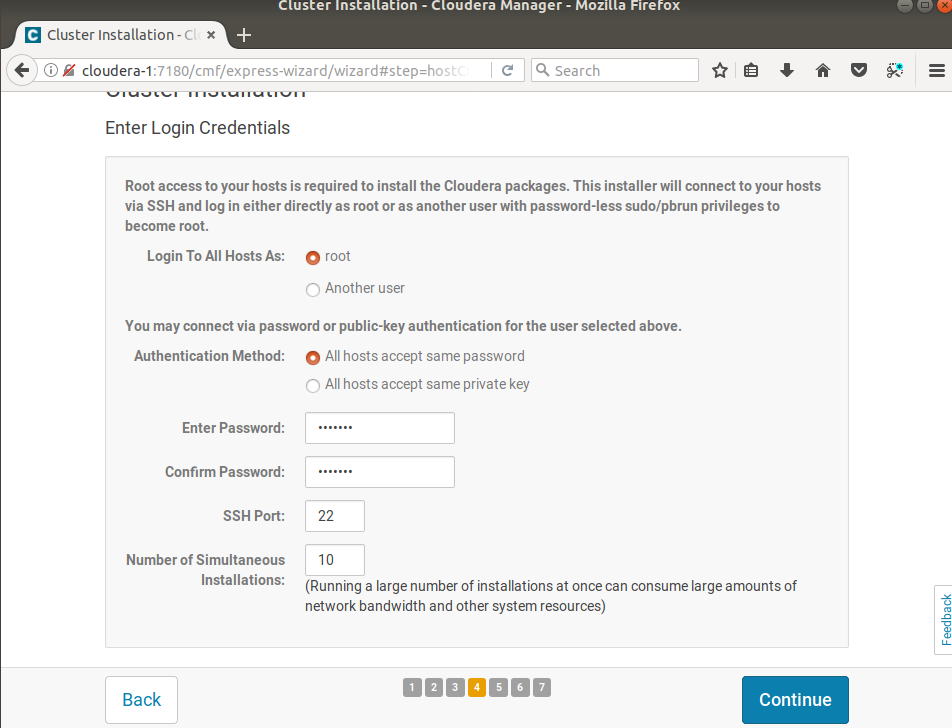 Cluster Installation - Cloudera Manager - Mozilla Firefox
Cluster Installation - Cl
cloudera-1:7180/cmf/express-wizard/wizard#step=hostC
Search
Cluster Installation
Enter Login Credentials
Root access to your hosts is required to install the Cloudera packages. This installer will connect to your hosts
via SSH and log in either directly as root or as another user with password-less sudo/pbrun privileges to
become root.
Login To All Hosts As:
root
Another user
You may connect via password or public-key authentication for the user selected above.
Authentication Method:
All hosts accept same password
All hosts accept same private key
Enter Password:
•••••••
Confirm Password:
•••••••
SSH Port:
22
Number of Simultaneous
Installations:
10
(Running a large number of installations at once can consume large amounts of
network bandwidth and other system resources)
Feedback
Back
1 2 3 4 5 6 7
Continue